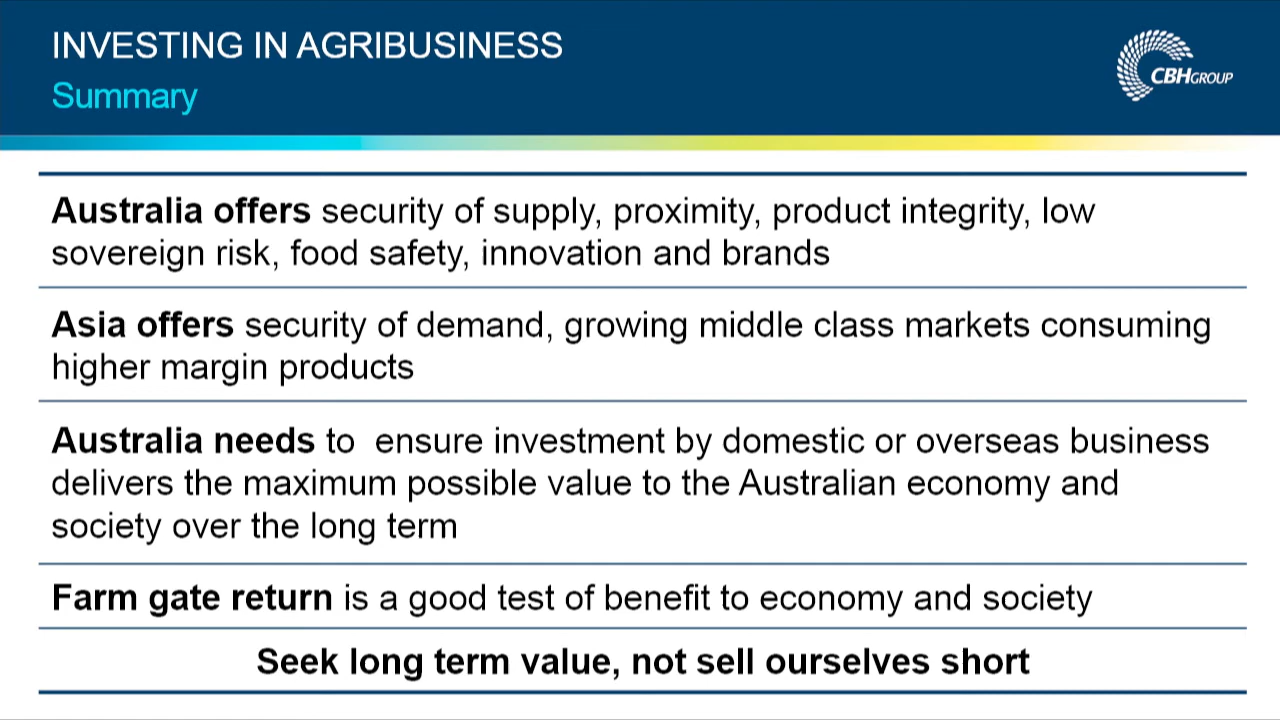 INVESTING IN AGRIBUSINESS
Summary
CBHGROUP
Australia offers security of supply, proximity, product integrity, low
sovereign risk, food safety, innovation and brands
Asia offers security of demand, growing middle class markets consuming
higher margin products
Australia needs to  ensure investment by domestic or overseas business
delivers the maximum possible value to the Australian economy and
society over the long term
Farm gate return is a good test of benefit to economy and society
Seek long term value, not sell ourselves short